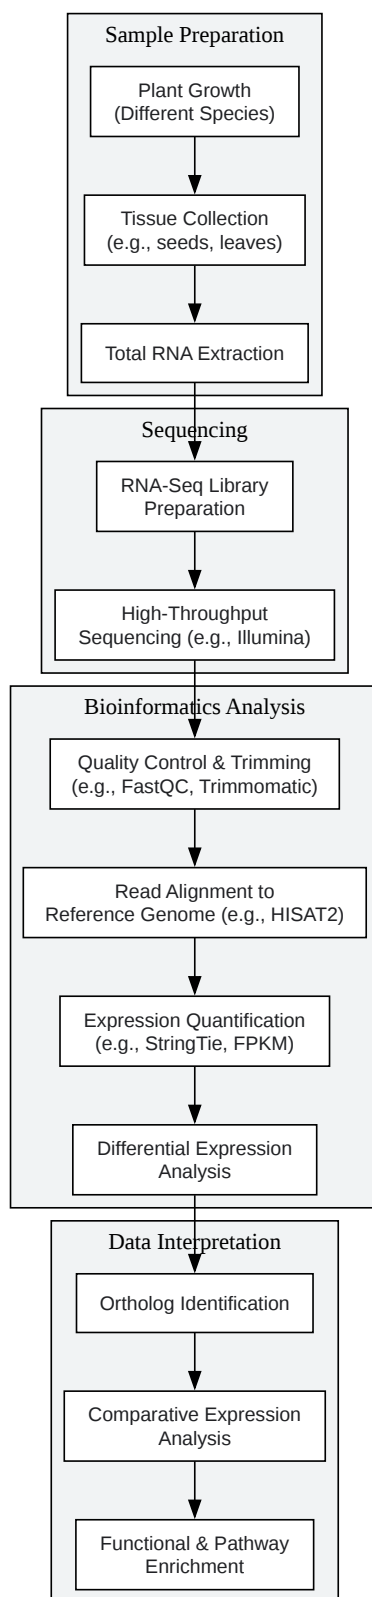 Sample Preparation
Plant Growth
(Different Species)
Tissue Collection
(e.g., seeds, leaves)
Total RNA Extraction
Sequencing
RNA-Seq Library
Preparation
High-Throughput
Sequencing (e.g., Illumina)
Bioinformatics Analysis
Quality Control & Trimming
(e.g., FastQC, Trimmomatic)
Read Alignment to
Reference Genome (e.g., HISAT2)
Expression Quantification
(e.g., StringTie, FPKM)
Differential Expression
Analysis
Data Interpretation
Ortholog Identification
Comparative Expression
Analysis
Functional & Pathway
Enrichment